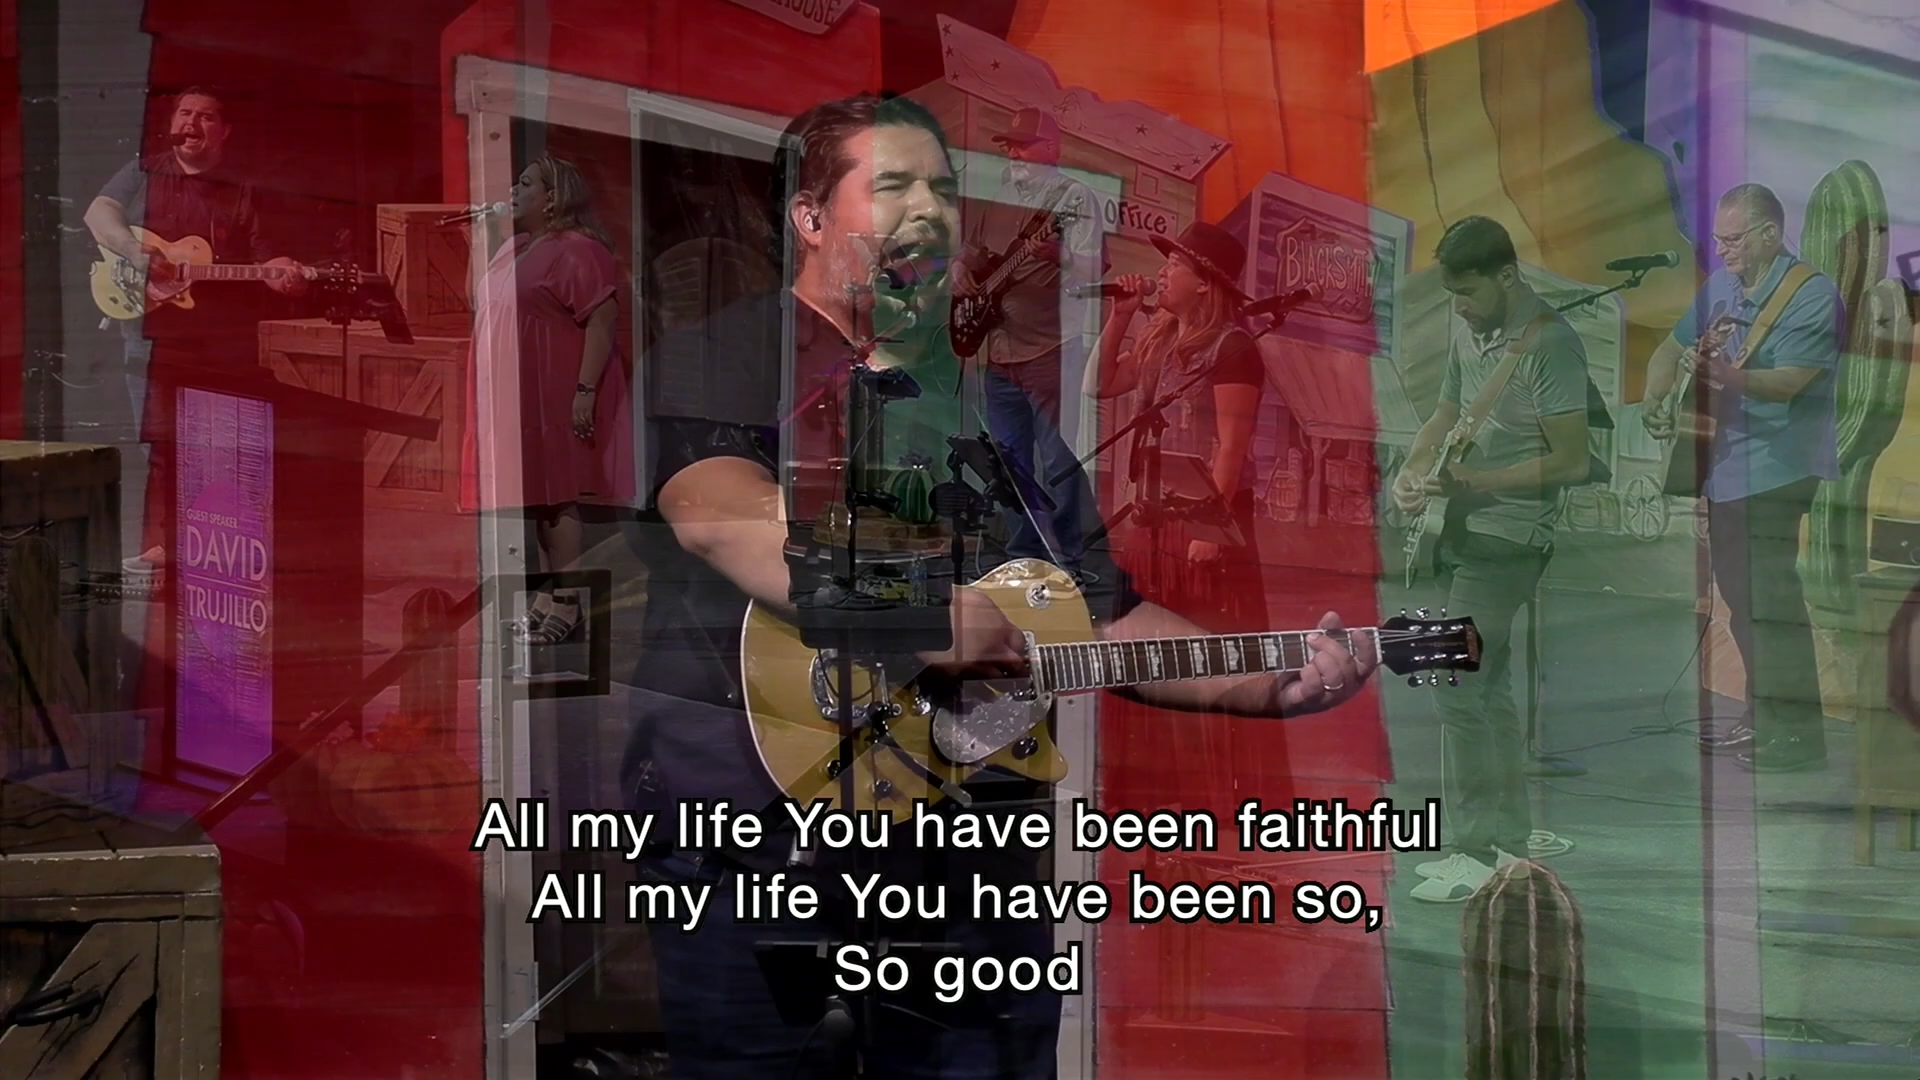 OFFICE
BLACKSMITH
GUEST SPEAKER
DAVID
TRUJILLO
All my life You have been faithful
All my life You have been so,
So good